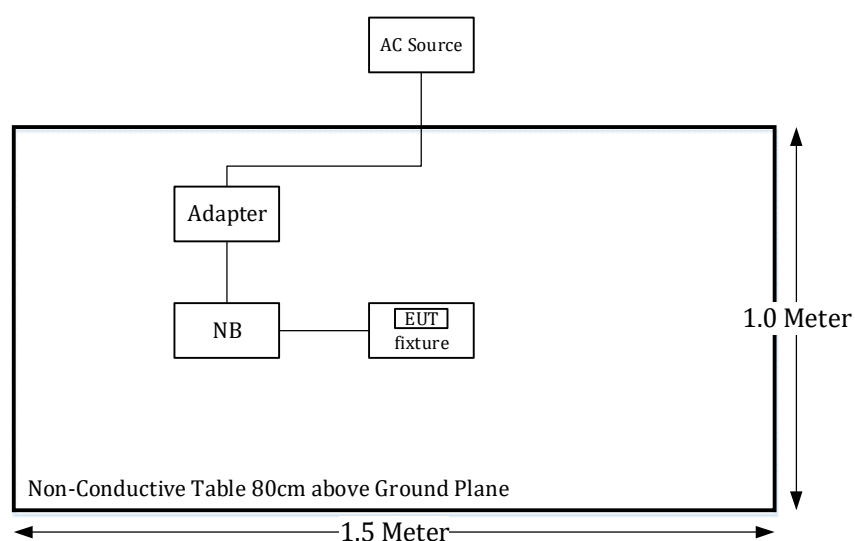 AC Source
Adapter
NB
EUT
fixture
1.0 Meter
Non-Conductive Table 80cm above Ground Plane
1.5 Meter